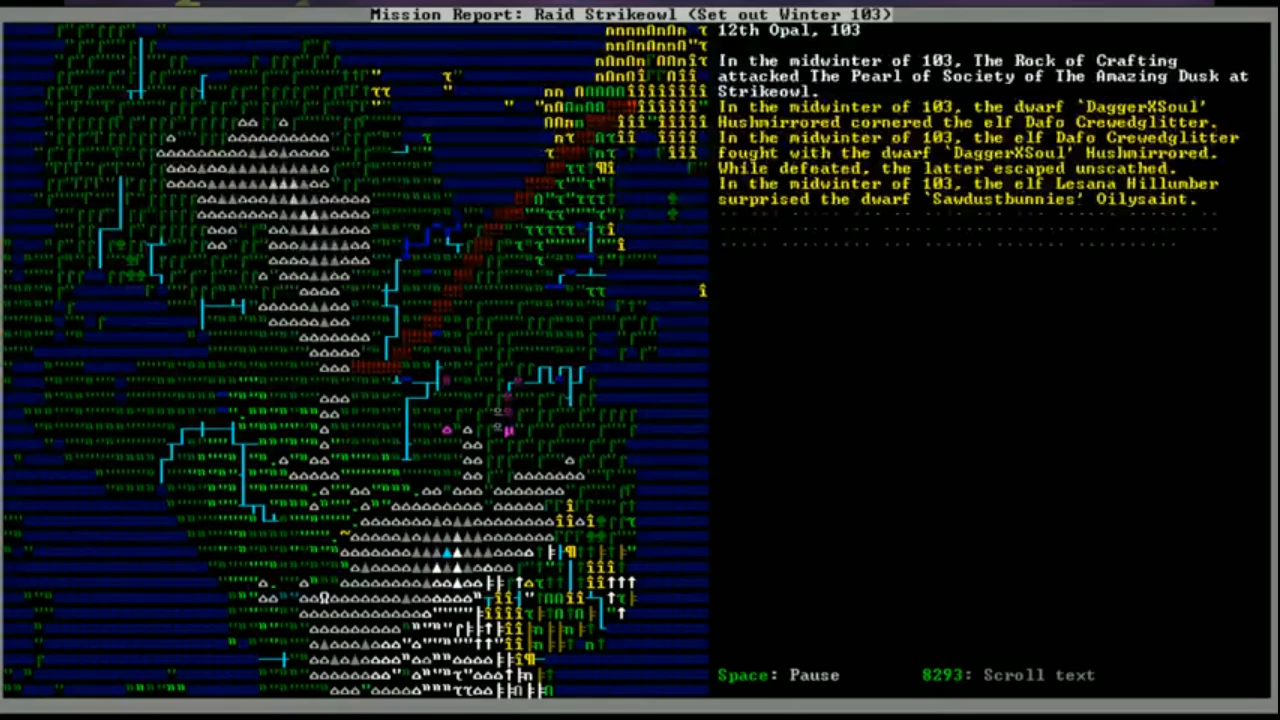 Mission Report: Raid Strikeowl (Set out Winter 103)
12th Opal, 103
In the midwinter of 103, The Rock of Crafting
attacked The Pearl of Society of The Amazing Dusk at
Strikeowl.
In the midwinter of 103, the dwarf `DaggerXSoul'
Hushmirrored cornered the elf Dafo Crewedglitter.
In the midwinter of 103, the elf Dafo Crewedglitter
fought with the dwarf `DaggerXSoul' Hushmirrored.
While defeated, the latter escaped unscathed.
In the midwinter of 103, the elf Lesana Hillumber
surprised the dwarf `Sawdustbunnies' Oilysaint.
Space: Pause 8293: Scroll text